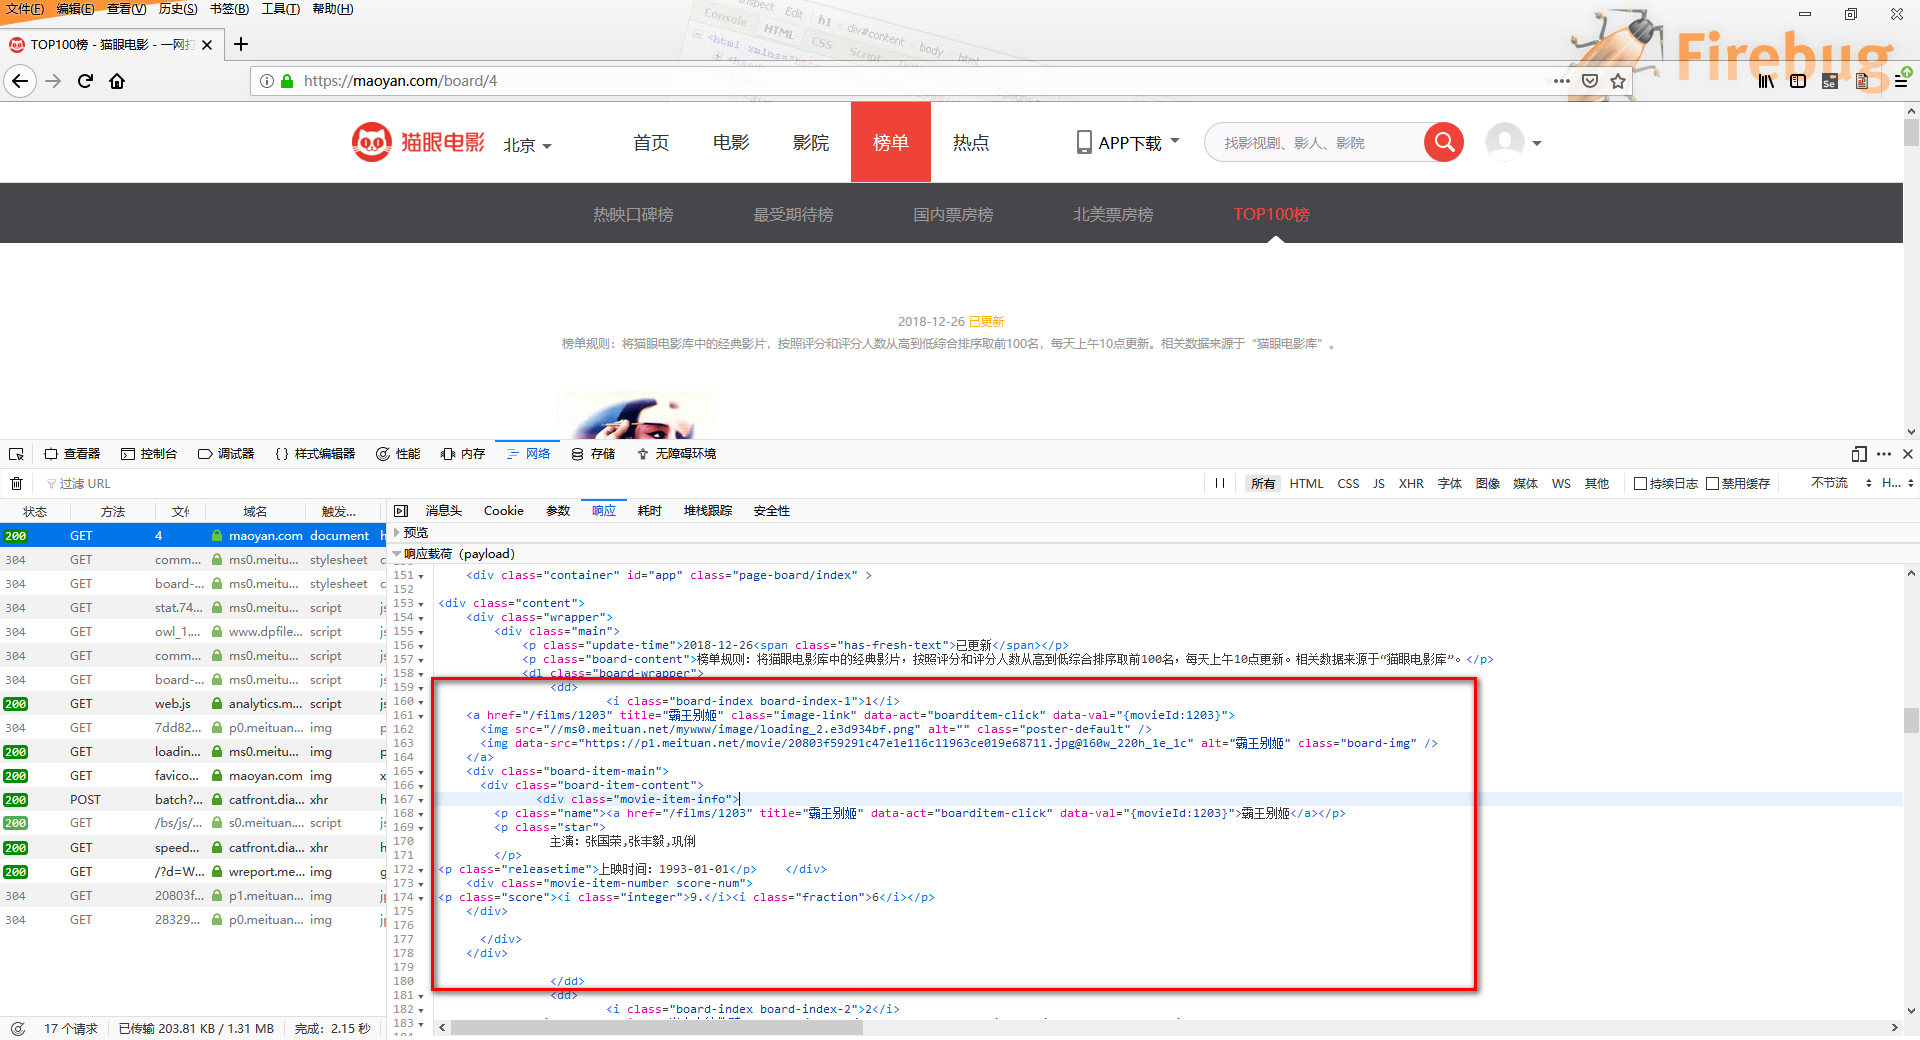 文件(F) 编辑(E) 查看(V) 历史(S) 书签(B) 工具(T) 帮助(H)
Inspect Edit h1 < div#content < body < html
Console HTML CSS Script
<html xmlns=
Firebug
TOP100榜 - 猫眼电影 - 一网打
https://maoyan.com/board/4
猫眼电影 北京 首页 电影 影院 榜单 热点 APP下载 找影视剧、影人、影院
热映口碑榜 最受期待榜 国内票房榜 北美票房榜 TOP100榜
2018-12-26 已更新
榜单规则：将猫眼电影库中的经典影片，按照评分和评分人数从高到低综合排序取前100名，每天上午10点更新。相关数据来源于“猫眼电影库”。
查看器 控制台 调试器 {} 样式编辑器 性能 内存 网络 存储 无障碍环境
过滤 URL
所有 HTML CSS JS XHR 字体 图像 媒体 WS 其他 持续日志 禁用缓存 不节流 H...
状态 方法 文件 域名 触发...
消息头 Cookie 参数 响应 耗时 堆栈跟踪 安全性
200 GET 4 maoyan.com document h
304 GET comm... ms0.meitu... stylesheet c
304 GET board-... ms0.meitu... stylesheet c
304 GET stat.74... ms0.meitu... script js
304 GET owl_1.... www.dpfile... script js
304 GET comm... ms0.meitu... script js
304 GET board-... ms0.meitu... script js
200 GET web.js analytics.m... script js
304 GET 7dd82... p0.meituan... img p
200 GET loadin... ms0.meitu... img p
200 GET favico... maoyan.com img x
200 POST batch?... catfront.dia... xhr h
200 GET /bs/js/... s0.meituan... script js
200 GET speed... catfront.dia... xhr h
200 GET /?d=W... wreport.me... img g
304 GET 20803f... p1.meituan... img jp
304 GET 28329... p0.meituan... img jp
17 个请求 已传输 203.81 KB / 1.31 MB 完成：2.15 秒
预览
响应载荷（payload）
151 <div class="container" id="app" class="page-board/index" >
152
153 <div class="content">
154 <div class="wrapper">
155 <div class="main">
156 <p class="update-time">2018-12-26<span class="has-fresh-text">已更新</span></p>
157 <p class="board-content">榜单规则：将猫眼电影库中的经典影片，按照评分和评分人数从高到低综合排序取前100名，每天上午10点更新。相关数据来源于“猫眼电影库”。</p>
158 <dl class="board-wrapper">
159 <dd>
160 <i class="board-index board-index-1">1</i>
161 <a href="/films/1203" title="霸王别姬" class="image-link" data-act="boarditem-click" data-val="{movieId:1203}">
162 <img src="//ms0.meituan.net/mywww/image/loading_2.e3d934bf.png" alt="" class="poster-default" />
163 <img data-src="https://p1.meituan.net/movie/20803f59291c47e1e116c11963ce019e68711.jpg@160w_220h_1e_1c" alt="霸王别姬" class="board-img" />
164 </a>
165 <div class="board-item-main">
166 <div class="board-item-content">
167 <div class="movie-item-info">
168 <p class="name"><a href="/films/1203" title="霸王别姬" data-act="boarditem-click" data-val="{movieId:1203}">霸王别姬</a></p>
169 <p class="star">
170 主演：张国荣,张丰毅,巩俐
171 </p>
172 <p class="releasetime">上映时间：1993-01-01</p> </div>
173 <div class="movie-item-number score-num">
174 <p class="score"><i class="integer">9.</i><i class="fraction">6</i></p>
175 </div>
176
177 </div>
178 </div>
179
180 </dd>
181 <dd>
182 <i class="board-index board-index-2">2</i>
183